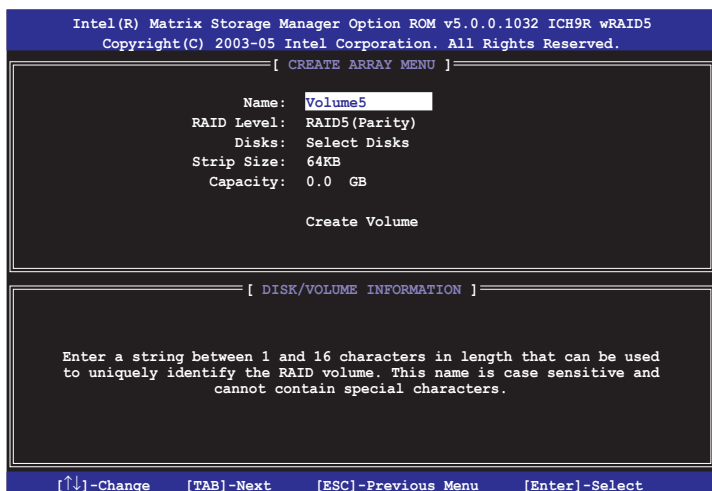 Intel(R) Matrix Storage Manager Option ROM v5.0.0.1032 ICH9R wRAID5
Copyright(C) 2003-05 Intel Corporation. All Rights Reserved.
[ CREATE ARRAY MENU ]
Name: Volume5
RAID Level: RAID5(Parity)
Disks: Select Disks
Strip Size: 64KB
Capacity: 0.0 GB
Create Volume
[ DISK/VOLUME INFORMATION ]
Enter a string between 1 and 16 characters in length that can be used
to uniquely identify the RAID volume. This name is case sensitive and
cannot contain special characters.
[↑↓]-Change [TAB]-Next [ESC]-Previous Menu [Enter]-Select